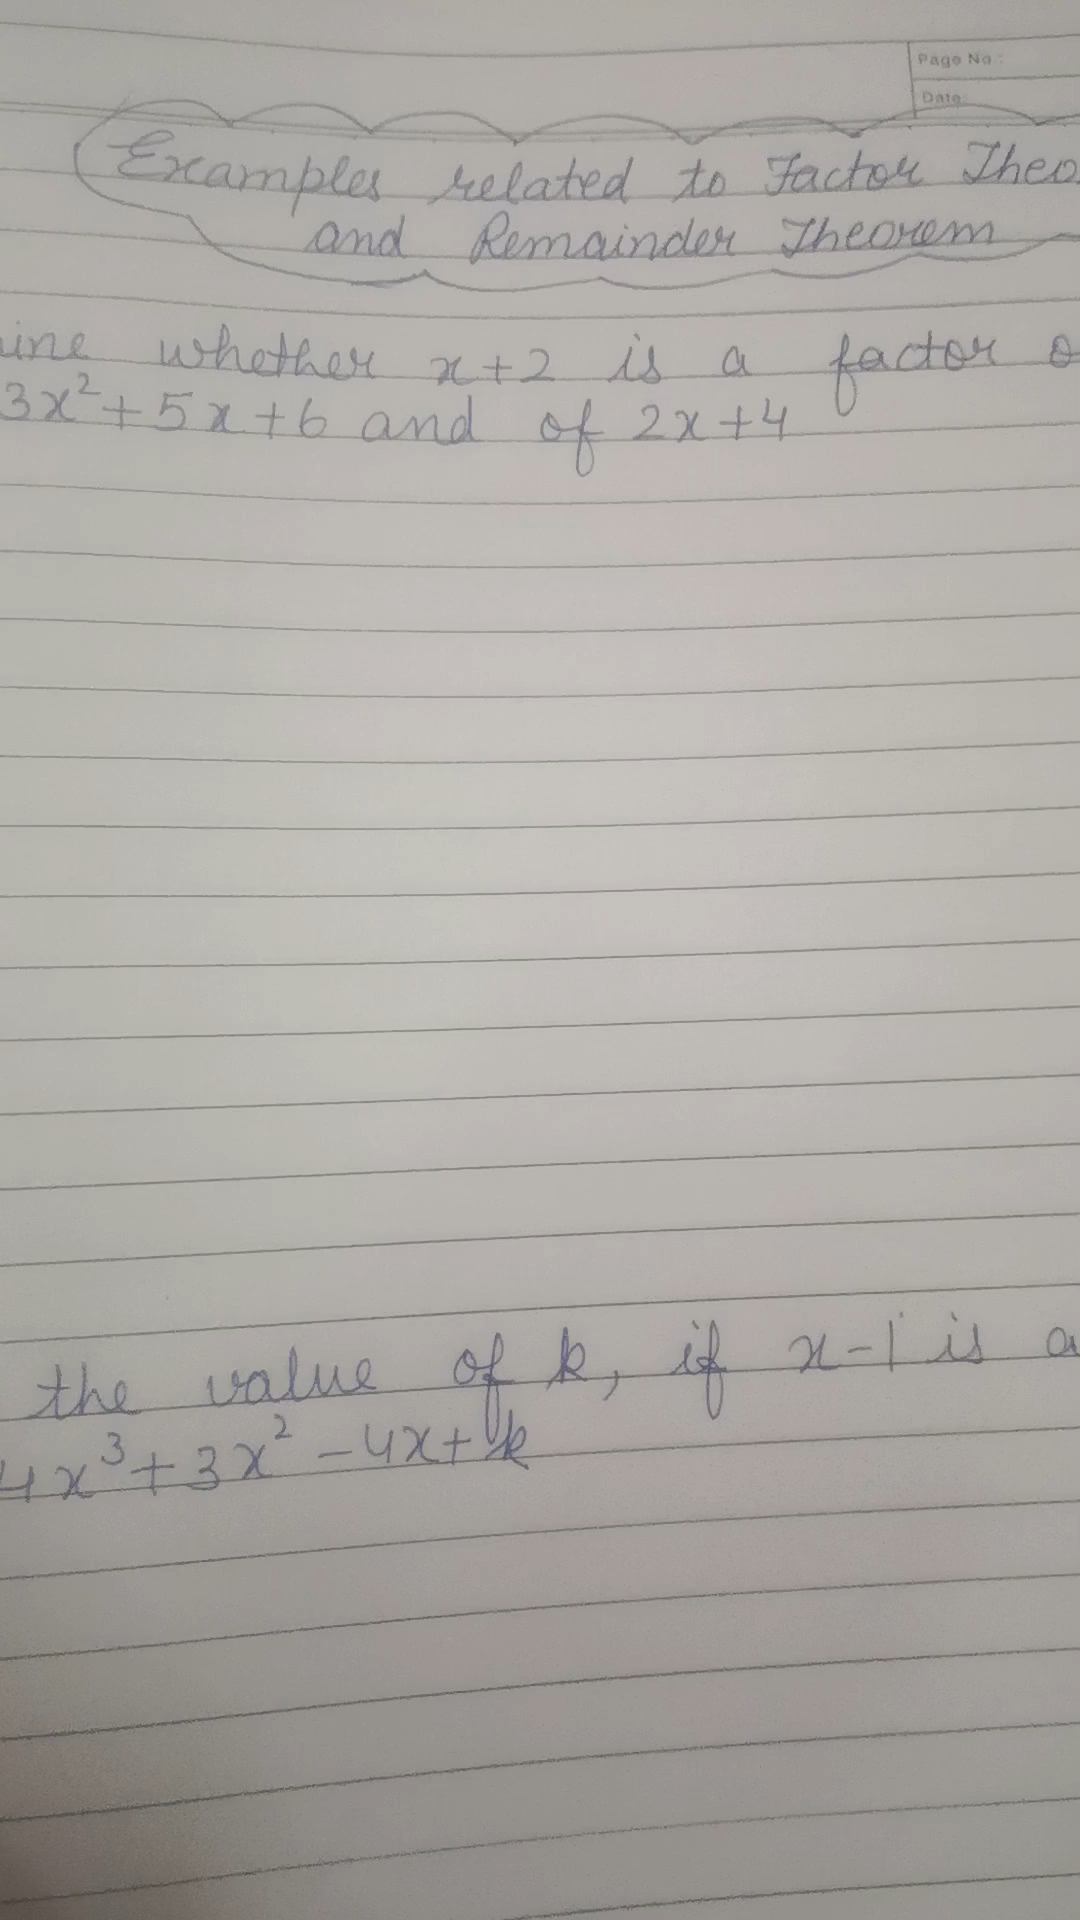 Page No.:
Date:
Examples related to Factor Theo
and Remainder Theorem
ine whether x+2 is a factor o
3x²+5x+6 and of 2x+4
the value of k, if x-1 is a
4x³+3x²-4x+k